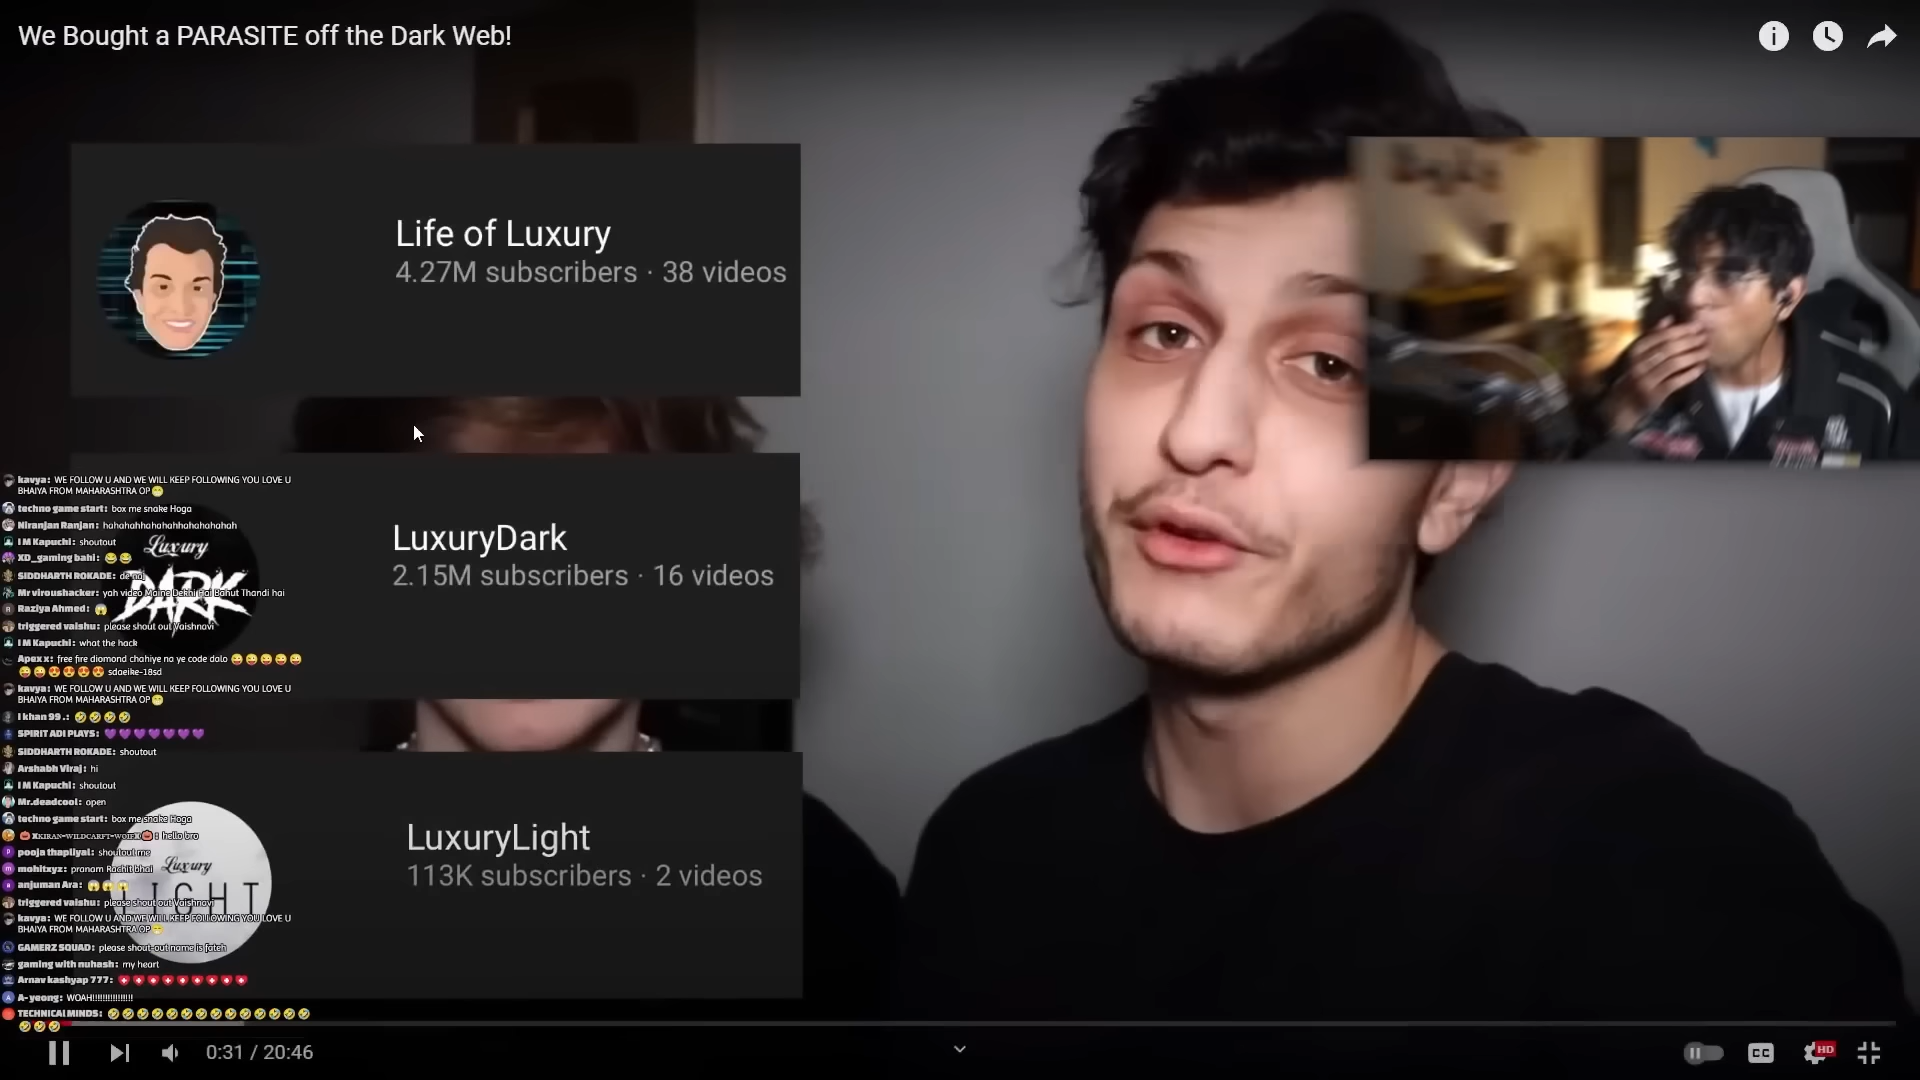 We Bought a PARASITE off the Dark Web!
Life of Luxury
4.27M subscribers · 38 videos
LuxuryDark
2.15M subscribers · 16 videos
Luxury
DARK
LuxuryLight
113K subscribers · 2 videos
Luxury
LIGHT
kavya: WE FOLLOW U AND WE WILL KEEP FOLLOWING YOU LOVE U
BHAIYA FROM MAHARASHTRA OP😁
techno game start: box me snake Hoga
Niranjan Ranjan: hahahahhahahahhahahahahah
I M Kapuchi: shoutout
XD_gaming bahi: 😂😂
SIDDHARTH ROKADE: de
Mr viroushacker: yah video Maine Dekhi Hai Bahut Thandi hai
Raziya Ahmed: 😱
triggered vaishu: please shout out Vaishnavi
I M Kapuchi: what the hack
Apex x: free fire diomond chahiye na ye code dalo 😜😜😜😜😜
😜😜😍😍😍😍 sdaeike-18sd
kavya: WE FOLLOW U AND WE WILL KEEP FOLLOWING YOU LOVE U
BHAIYA FROM MAHARASHTRA OP😁
I khan 99 .: 🤣🤣🤣🤣
SPIRIT ADI PLAYS: 💜💜💜💜💜💜💜
SIDDHARTH ROKADE: shoutout
Arshabh Viraj: hi
I M Kapuchi: shoutout
Mr.deadcool: open
techno game start: box me snake Hoga
hello bro
pooja thapliyal: shoutout me
mohitxyz: pranam Rachit bhai
anjuman Ara: 😱😱😱
triggered vaishu: please shout out Vaishnavi
kavya: WE FOLLOW U AND WE WILL KEEP FOLLOWING YOU LOVE U
BHAIYA FROM MAHARASHTRA OP😁
GAMERZ SQUAD: please shout-out name is fateh
gaming with nuhash: my heart
Arnav kashyap 777:
A-yeong: WOAH!!!!!!!!!!!!!!!!
TECHNICAl MINDS: 🤣🤣🤣🤣🤣🤣🤣🤣🤣🤣🤣🤣🤣🤣
🤣🤣🤣
0:31 / 20:46
CC
HD